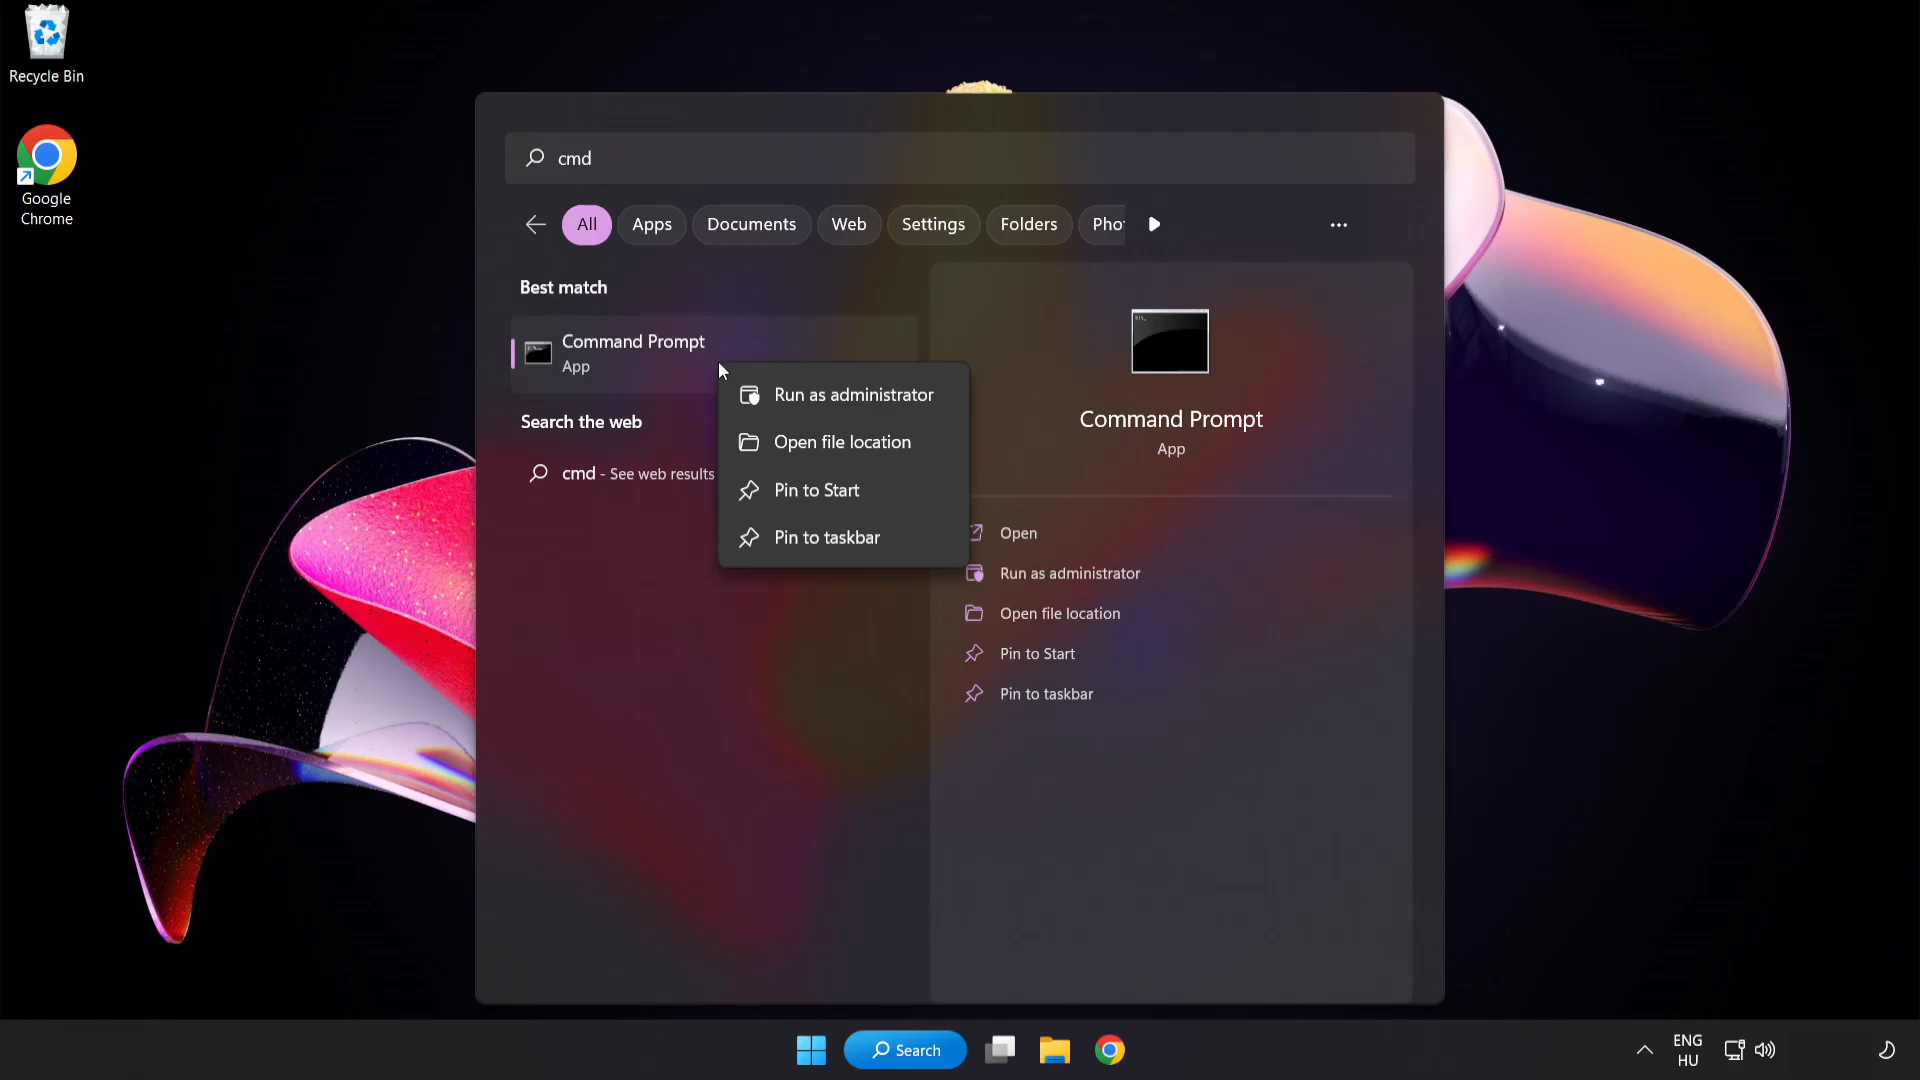 Recycle Bin
Google
Chrome
cmd
All
Apps
Documents
Web
Settings
Folders
Best match
Command Prompt
App
Search the web
cmd - See web results
Run as administrator
Open file location
Pin to Start
Pin to taskbar
Command Prompt
App
Open
Run as administrator
Open file location
Pin to Start
Pin to taskbar
Search
ENG
HU